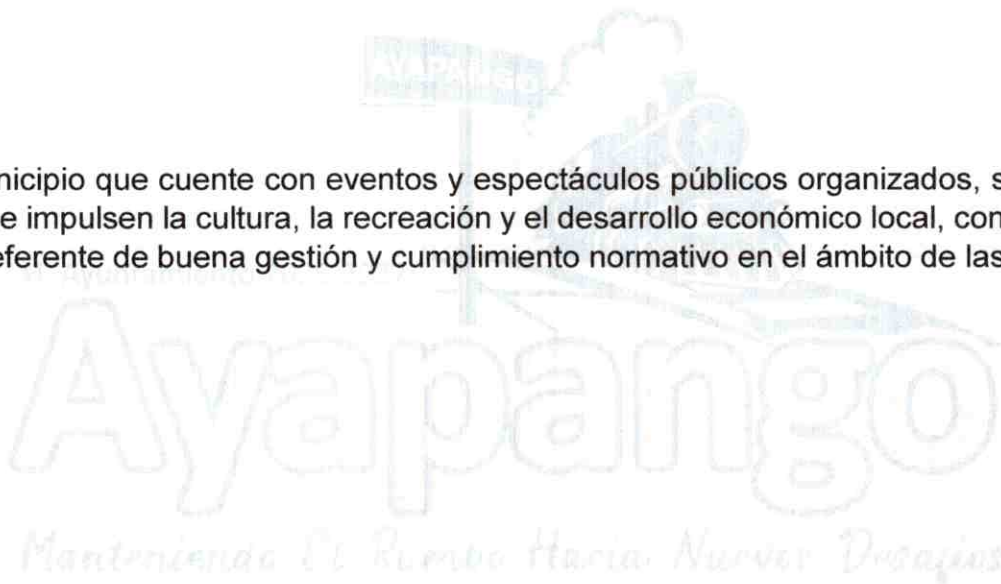 AYAPANGO
nicipio que cuente con eventos y espectáculos públicos organizados, s
e impulsen la cultura, la recreación y el desarrollo económico local, con
eferente de buena gestión y cumplimiento normativo en el ámbito de las
H. Ayuntamiento
Ayapango
Manteniendo El Rumbo Hacia Nuevos Desafíos